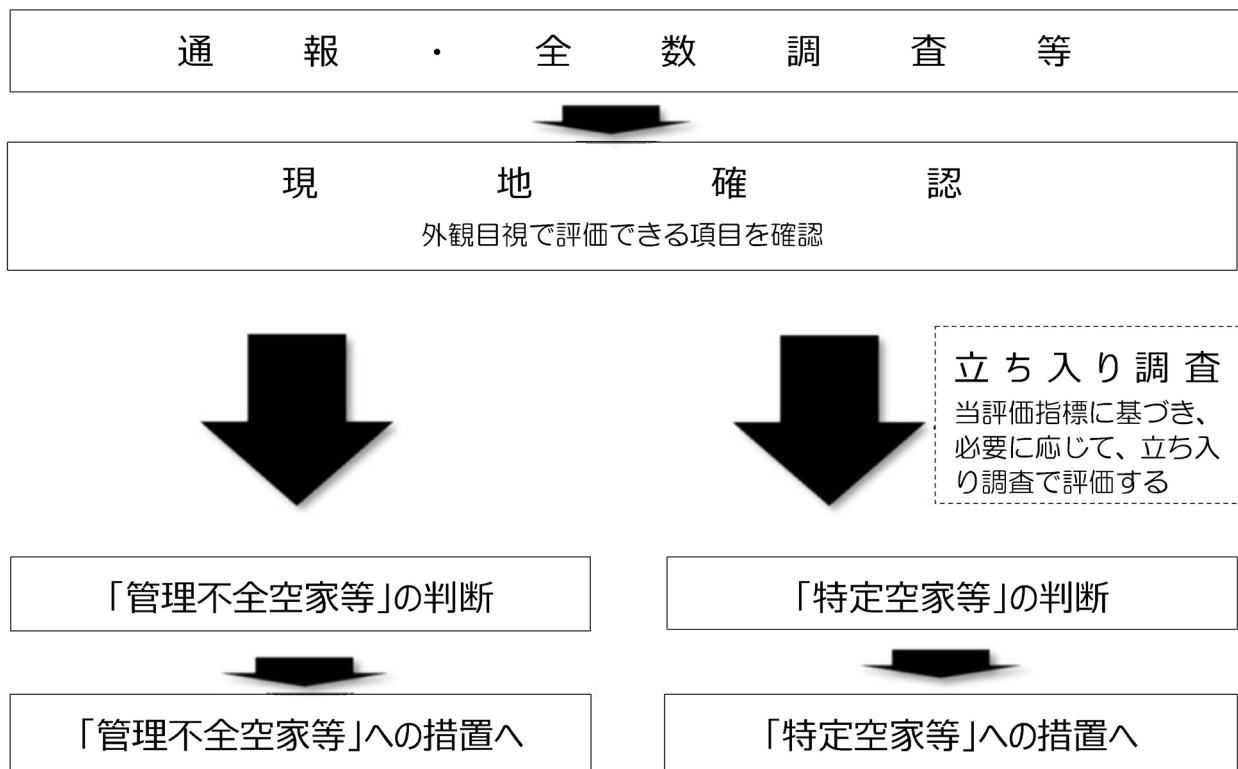 通報・全数調査等
現地確認
外観目視で評価できる項目を確認
立ち入り調査
当評価指標に基づき、
必要に応じて、立ち入
り調査で評価する
「管理不全空家等」の判断
「特定空家等」の判断
「管理不全空家等」への措置へ
「特定空家等」への措置へ